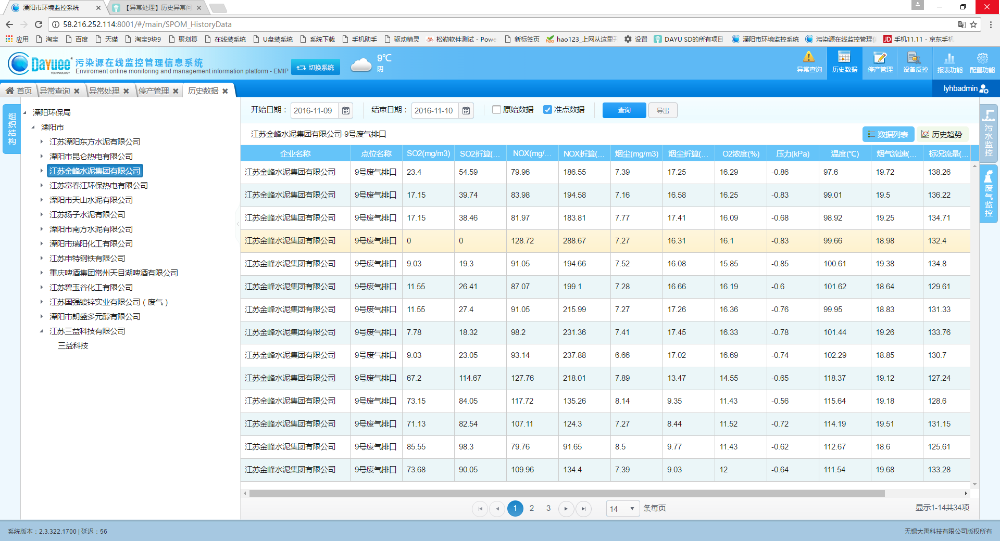 溧阳市环境监控系统
【异常处理】历史异常问
58.216.252.114:8001/#/main/SPOM_HistoryData
应用 淘宝 百度 天猫 淘宝9块9 聚划算 在线装系统 U盘装系统 系统下载 手机助手 驱动精灵 松勤软件测试 - Powe 新标签页 hao123_上网从这里开 设置 DAYU SD的所有项目 溧阳市环境监控系统 污染源在线监控管理信 手机11.11 - 京东手机
Dayuee TECHNOLOGY
污染源在线监控管理信息系统
Enviroment online monitoring and management information platform - EMIP
切换系统
9℃
阴
异常查询 历史数据 停产管理 设备反控 报表功能 配置功能
首页 异常查询 异常处理 停产管理 历史数据
lyhbadmin
组织结构
溧阳环保局
溧阳市
江苏溧阳东方水泥有限公司
溧阳市昆仑热电有限公司
江苏金峰水泥集团有限公司
江苏富春江环保热电有限公司
溧阳市天山水泥有限公司
江苏扬子水泥有限公司
溧阳市南方水泥有限公司
溧阳市瑞阳化工有限公司
江苏申特钢铁有限公司
重庆啤酒集团常州天目湖啤酒有限公司
江苏碧玉谷化工有限公司
江苏国强镀锌实业有限公司（废气）
溧阳市朗盛多元醇有限公司
江苏三益科技有限公司
三益科技
开始日期： 2016-11-09 结束日期： 2016-11-10 原始数据 准点数据 查询 导出
江苏金峰水泥集团有限公司-9号废气排口
数据列表 历史趋势
污水监控
废气监控
企业名称 点位名称 SO2(mg/m3) SO2折算(... NOX(mg/... NOX折算(... 烟尘(mg/m3) 烟尘折算(... O2浓度(%) 压力(kPa) 温度(℃) 烟气流速(... 标况流量(...
江苏金峰水泥集团有限公司 9号废气排口 23.4 54.59 79.96 186.55 7.39 17.25 16.29 -0.86 97.6 19.72 138.26
江苏金峰水泥集团有限公司 9号废气排口 17.15 39.74 83.98 194.58 7.16 16.58 16.25 -0.83 99.01 19.5 136.22
江苏金峰水泥集团有限公司 9号废气排口 17.15 38.46 81.97 183.81 7.77 17.41 16.09 -0.68 98.92 19.25 134.71
江苏金峰水泥集团有限公司 9号废气排口 0 0 128.72 288.67 7.27 16.31 16.1 -0.83 99.66 18.98 132.4
江苏金峰水泥集团有限公司 9号废气排口 9.03 19.3 91.05 194.66 7.52 16.08 15.85 -0.85 100.61 19.38 134.8
江苏金峰水泥集团有限公司 9号废气排口 11.55 26.41 87.07 199.1 7.28 16.66 16.19 -0.6 101.62 18.64 129.61
江苏金峰水泥集团有限公司 9号废气排口 11.55 27.4 91.05 215.99 7.27 17.26 16.36 -0.76 99.95 18.83 131.33
江苏金峰水泥集团有限公司 9号废气排口 7.78 18.32 98.2 231.36 7.41 17.45 16.33 -0.78 101.44 19.26 133.76
江苏金峰水泥集团有限公司 9号废气排口 9.03 23.05 93.14 237.88 6.66 17.02 16.69 -0.74 102.29 18.85 130.7
江苏金峰水泥集团有限公司 9号废气排口 67.2 114.67 127.76 218.01 7.89 13.47 14.55 -0.65 118.37 19.12 127.24
江苏金峰水泥集团有限公司 9号废气排口 73.15 84.05 117.72 135.26 8.14 9.35 11.43 -0.56 115.64 19.18 128.6
江苏金峰水泥集团有限公司 9号废气排口 71.13 82.54 107.11 124.3 7.27 8.44 11.52 -0.72 114.19 19.51 131.15
江苏金峰水泥集团有限公司 9号废气排口 85.55 98.3 79.76 91.65 8.5 9.77 11.43 -0.62 112.67 18.6 125.61
江苏金峰水泥集团有限公司 9号废气排口 73.68 90.05 109.96 134.4 7.39 9.03 12 -0.64 111.54 19.68 133.28
1 2 3 14 条每页 显示1-14共34项
系统版本：2.3.322.1700 | 延迟：56
无锡大禹科技有限公司版权所有